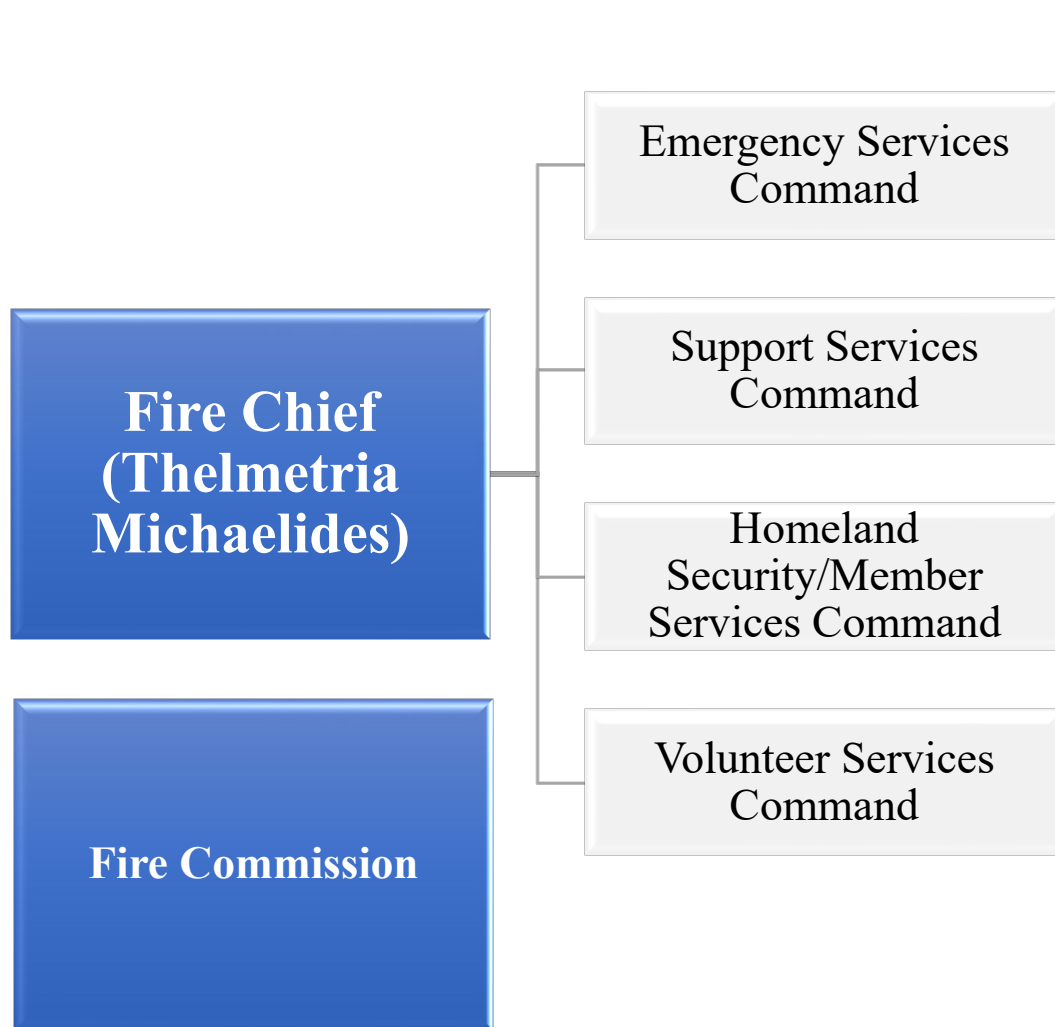 Emergency Services
Command
Support Services
Command
Fire Chief
(Thelmetria
Michaelides)
Homeland
Security/Member
Services Command
Volunteer Services
Command
Fire Commission